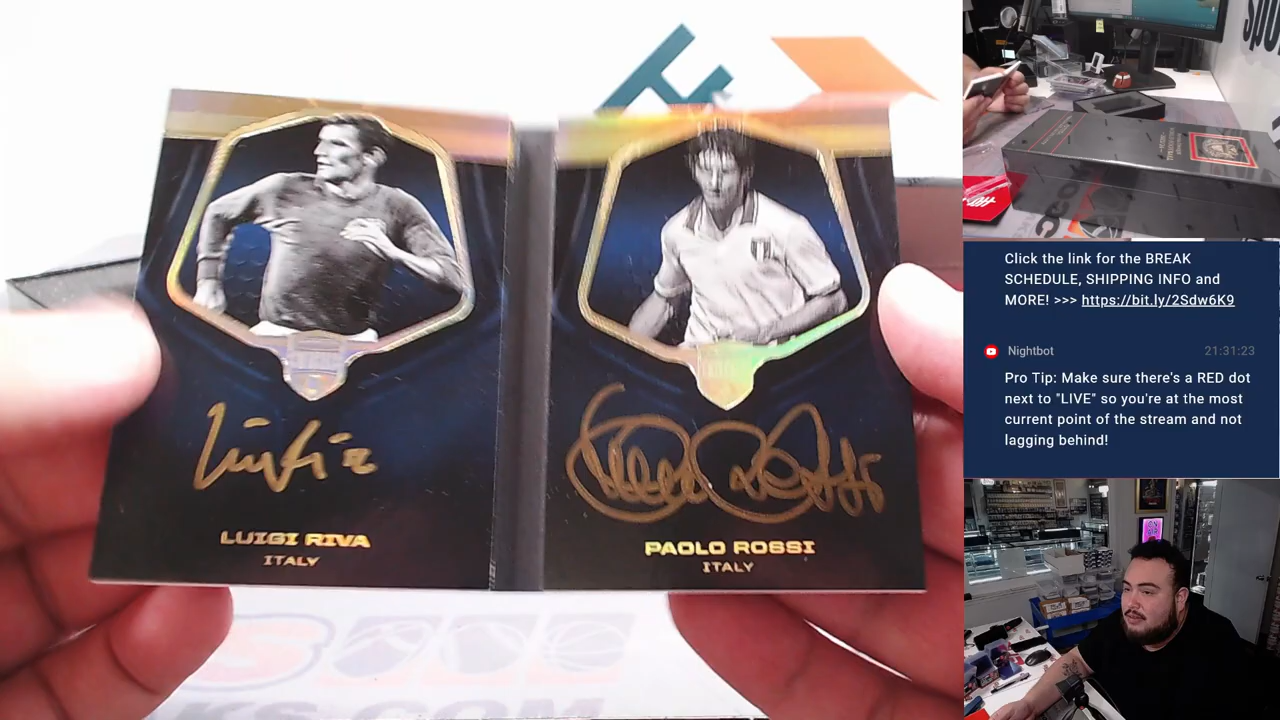 LUIGI RIVA
ITALY
PAOLO ROSSI
ITALY
Click the link for the BREAK
SCHEDULE, SHIPPING INFO and
MORE! >>> https://bit.ly/2Sdw6K9
Nightbot 21:31:23
Pro Tip: Make sure there's a RED dot
next to "LIVE" so you're at the most
current point of the stream and not
lagging behind!